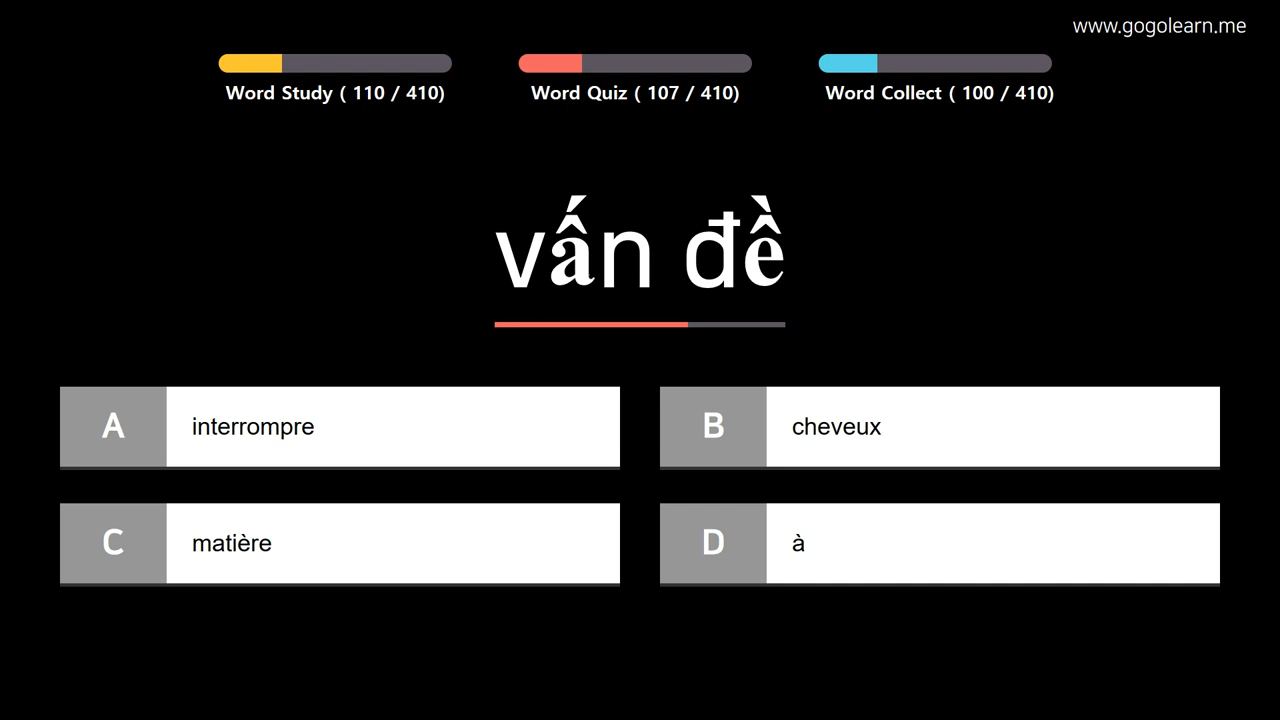 www.gogolearn.me
Word Study ( 110 / 410)
Word Quiz ( 107 / 410)
Word Collect ( 100 / 410)
vấn đề
A interrompre
B cheveux
C matière
D à